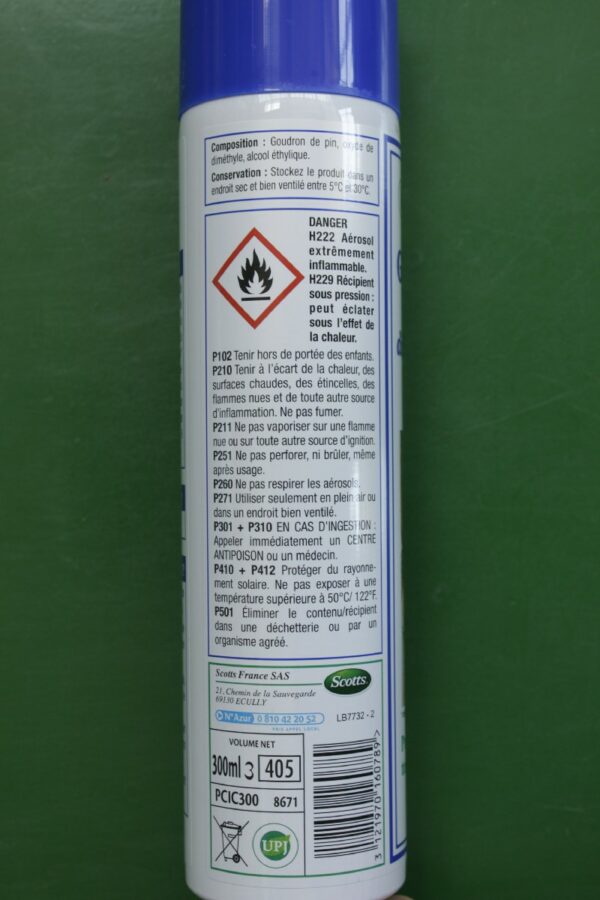 Composition : Goudron de pin, oxyde de
diméthyle, alcool éthylique.
Conservation : Stockez le produit dans un
endroit sec et bien ventilé entre 5°C et 30°C.
DANGER
H222 Aérosol
extrêmement
inflammable.
H229 Récipient
sous pression :
peut éclater
sous l'effet de
la chaleur.
P102 Tenir hors de portée des enfants.
P210 Tenir à l'écart de la chaleur, des
surfaces chaudes, des étincelles, des
flammes nues et de toute autre source
d'inflammation. Ne pas fumer.
P211 Ne pas vaporiser sur une flamme
nue ou sur toute autre source d'ignition.
P251 Ne pas perforer, ni brûler, même
après usage.
P260 Ne pas respirer les aérosols.
P271 Utiliser seulement en plein air ou
dans un endroit bien ventilé.
P301 + P310 EN CAS D'INGESTION :
Appeler immédiatement un CENTRE
ANTIPOISON ou un médecin.
P410 + P412 Protéger du rayonne-
ment solaire. Ne pas exposer à une
température supérieure à 50°C/ 122°F.
P501 Éliminer le contenu/récipient
dans une déchetterie ou par un
organisme agréé.
Scotts France SAS
21, Chemin de la Sauvegarde
69130 ECULLY
Scotts
N°Azur 0 810 42 20 52
PRIX APPEL LOCAL
LB7732 - 2
VOLUME NET
300ml 3 405
PCIC300 8671
UPJ
3 121970 160789